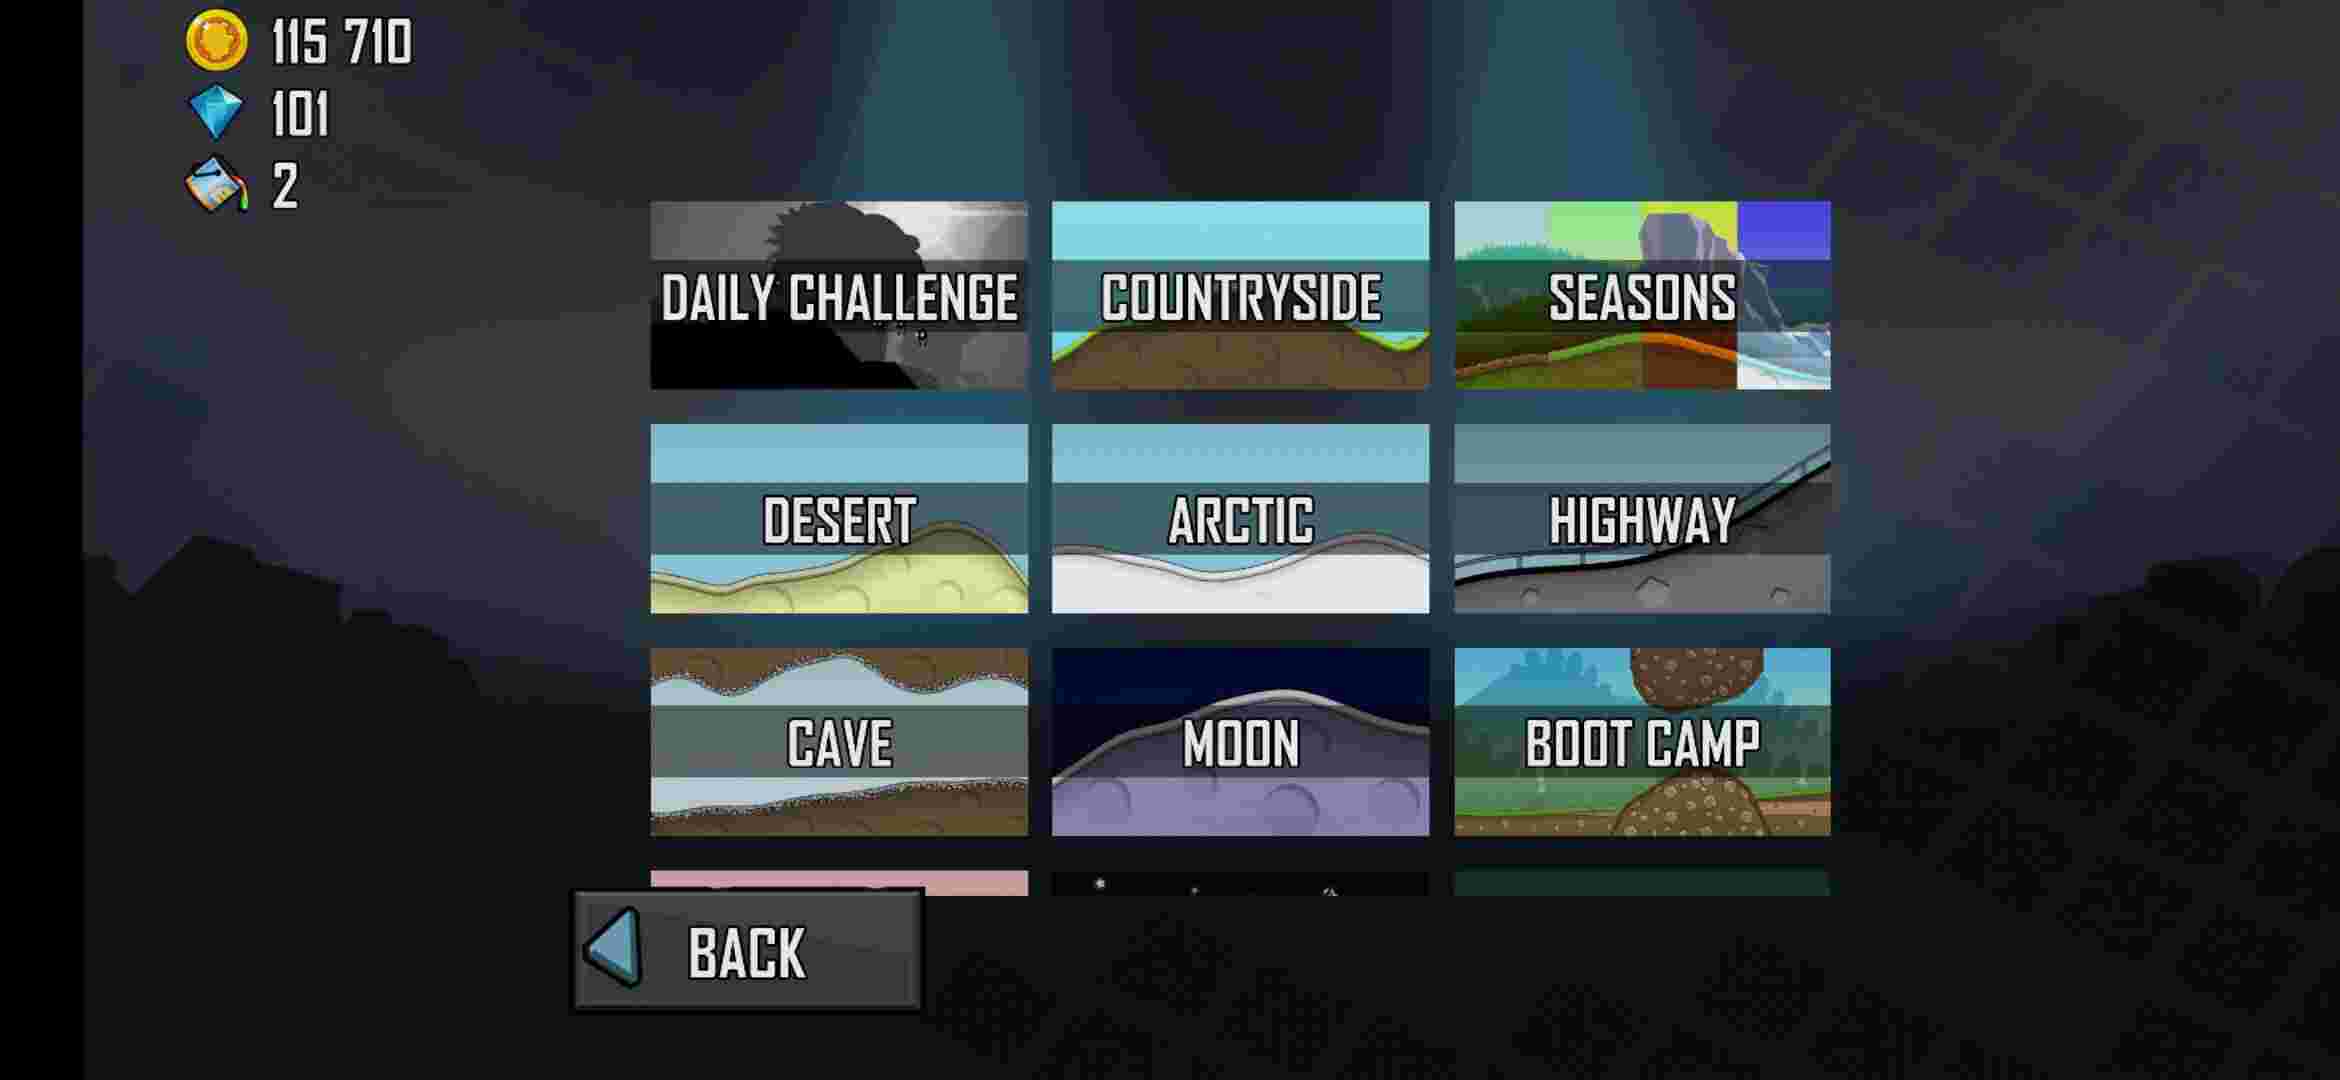 115 710
101
2
DAILY CHALLENGE
COUNTRYSIDE
SEASONS
DESERT
ARCTIC
HIGHWAY
CAVE
MOON
BOOT CAMP
BACK